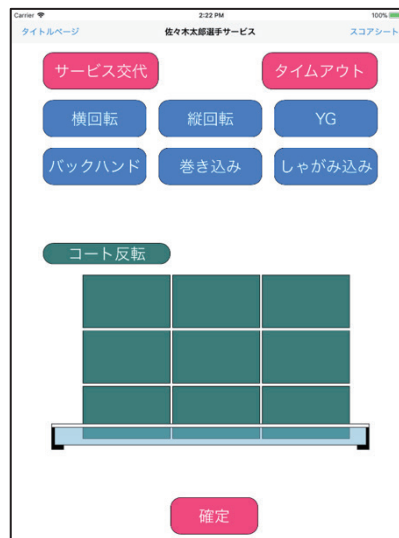 Carrier 2:22 PM 100%
タイトルページ 佐々木太郎選手サービス スコアシート
サービス交代 タイムアウト
横回転 縦回転 YG
バックハンド 巻き込み しゃがみ込み
コート反転
確定